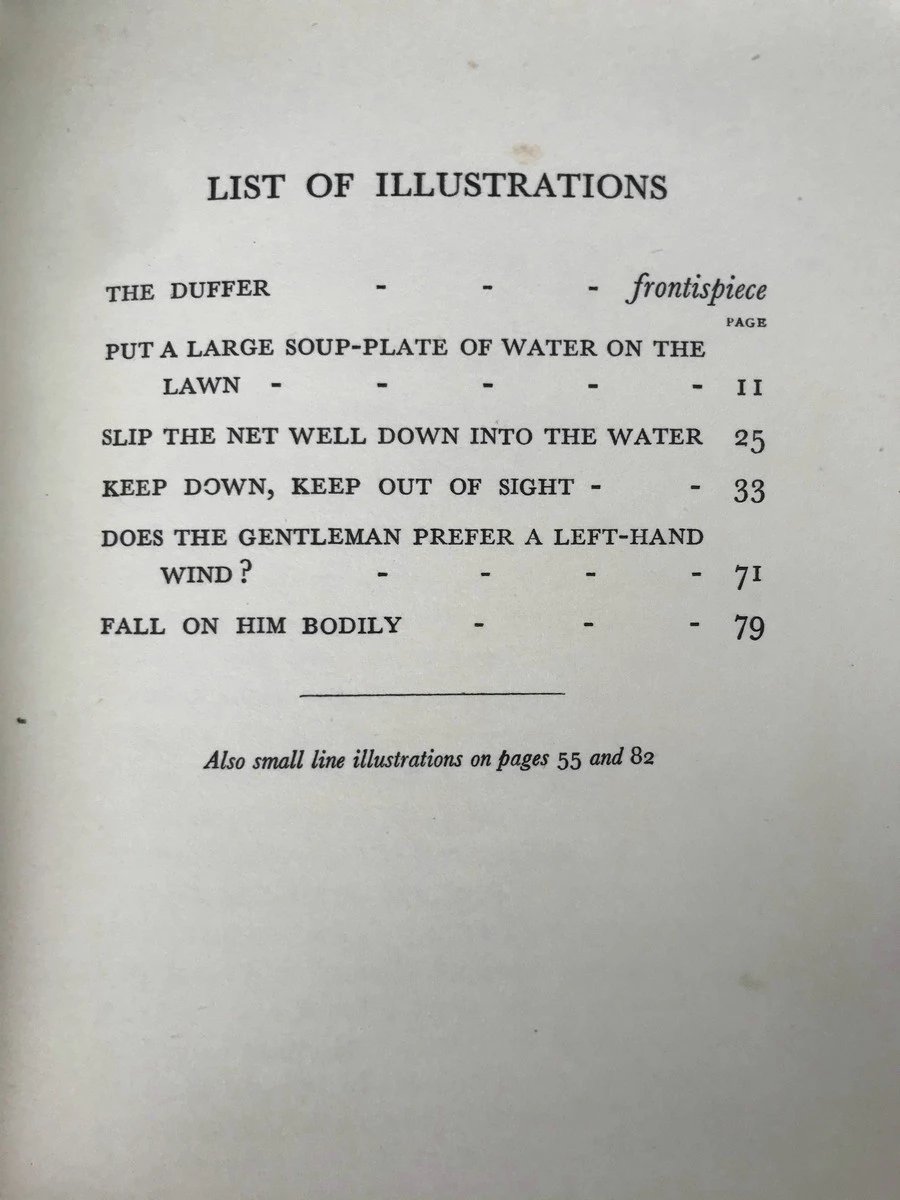 LIST OF ILLUSTRATIONS
THE DUFFER - - - frontispiece
PAGE
PUT A LARGE SOUP-PLATE OF WATER ON THE
LAWN - - - - - 11
SLIP THE NET WELL DOWN INTO THE WATER 25
KEEP DOWN, KEEP OUT OF SIGHT - - 33
DOES THE GENTLEMAN PREFER A LEFT-HAND
WIND? - - - - 71
FALL ON HIM BODILY - - - 79
Also small line illustrations on pages 55 and 82